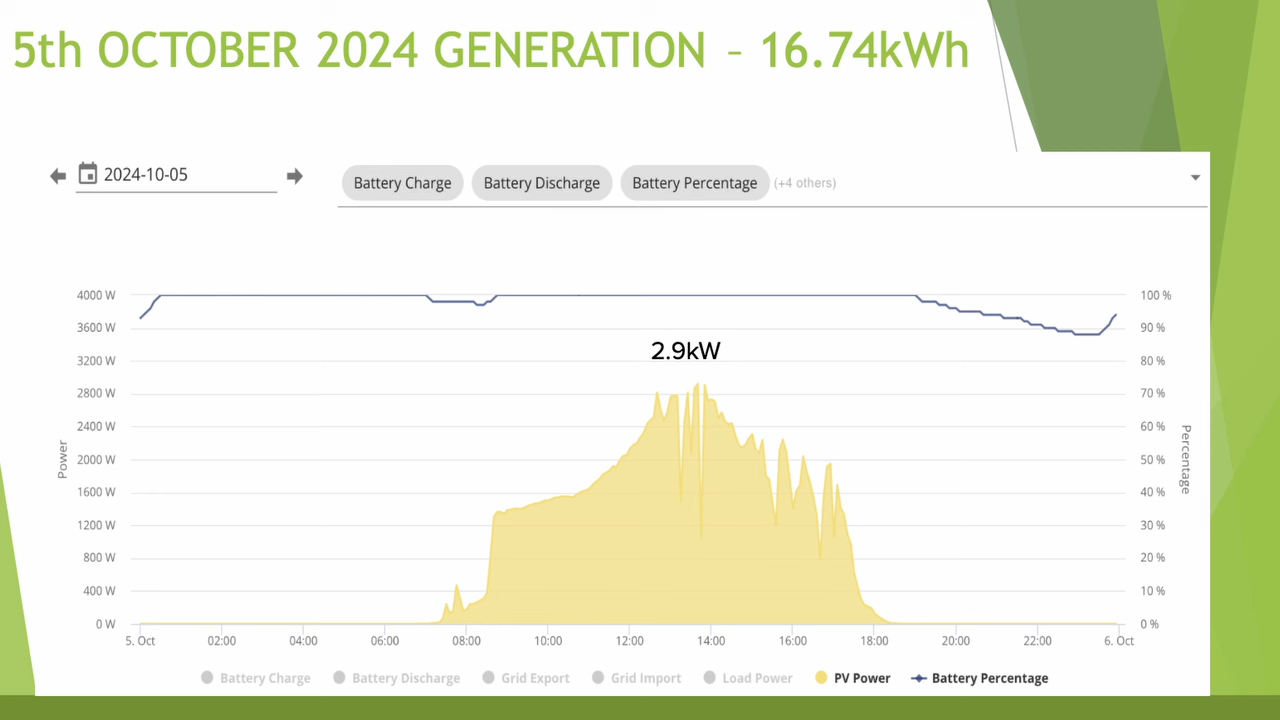 5th OCTOBER 2024 GENERATION – 16.74kWh
2024-10-05
Battery Charge Battery Discharge Battery Percentage (+4 others)
4000 W 100 %
3600 W 90 %
2.9kW
3200 W 80 %
2800 W 70 %
2400 W 60 %
2000 W 50 %
1600 W 40 %
1200 W 30 %
800 W 20 %
400 W 10 %
0 W 0 %
Power
Percentage
5. Oct 02:00 04:00 06:00 08:00 10:00 12:00 14:00 16:00 18:00 20:00 22:00 6. Oct
Battery Charge Battery Discharge Grid Export Grid Import Load Power PV Power Battery Percentage